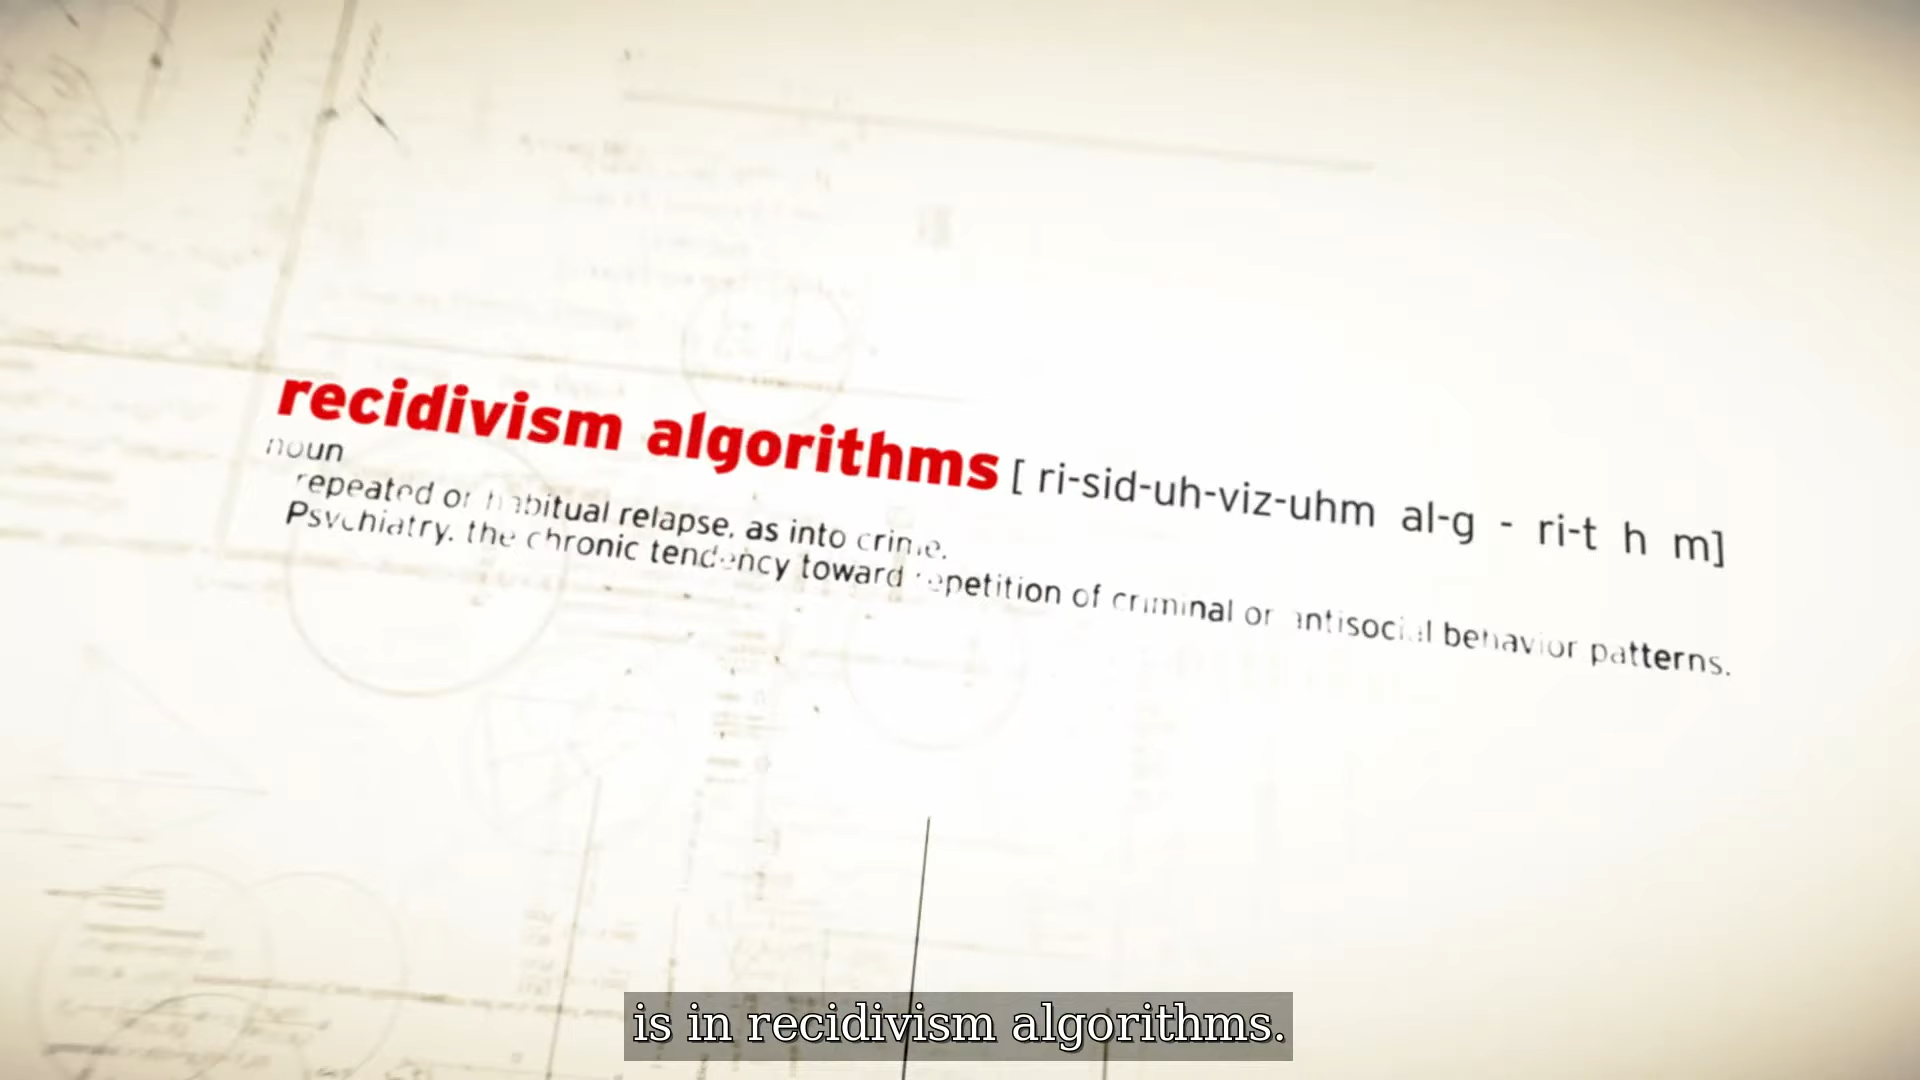 recidivism algorithms [ ri-sid-uh-viz-uhm al-g - ri-t h m]
noun
repeated or habitual relapse, as into crime.
Psychiatry. the chronic tendency toward repetition of criminal or antisocial behavior patterns.
is in recidivism algorithms.